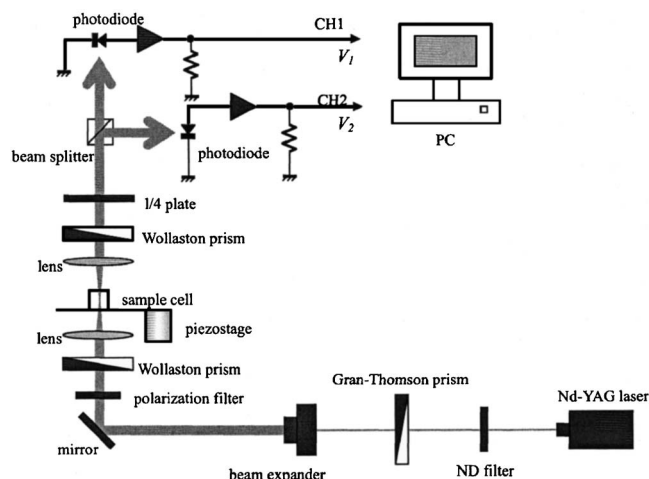 photodiode
CH1
V1
CH2
V2
PC
beam splitter
photodiode
l/4 plate
Wollaston prism
lens
sample cell
piezostage
lens
Wollaston prism
polarization filter
Gran-Thomson prism
Nd-YAG laser
mirror
beam expander
ND filter